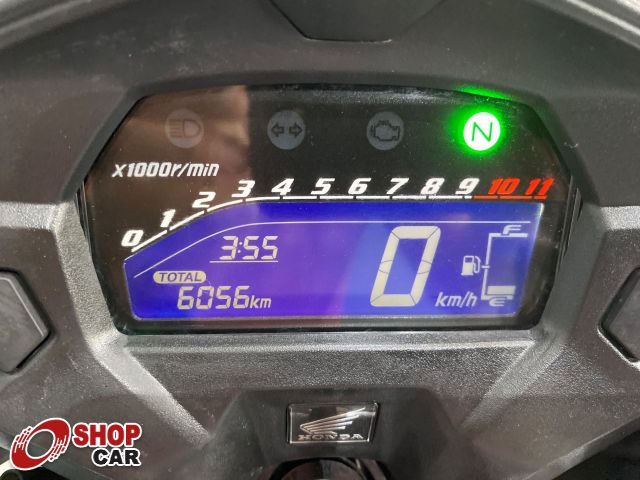 N
x1000r/min
0 1 2 3 4 5 6 7 8 9 10 11
3:55
TOTAL
6056km
0
km/h
F
E
HONDA
SHOP
CAR